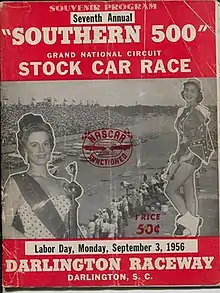 SOUVENIR PROGRAM
Seventh Annual
"SOUTHERN 500"
GRAND NATIONAL CIRCUIT
STOCK CAR RACE
NASCAR
SANCTIONED
PRICE
50¢
Labor Day, Monday, September 3, 1956
DARLINGTON RACEWAY
DARLINGTON, S. C.